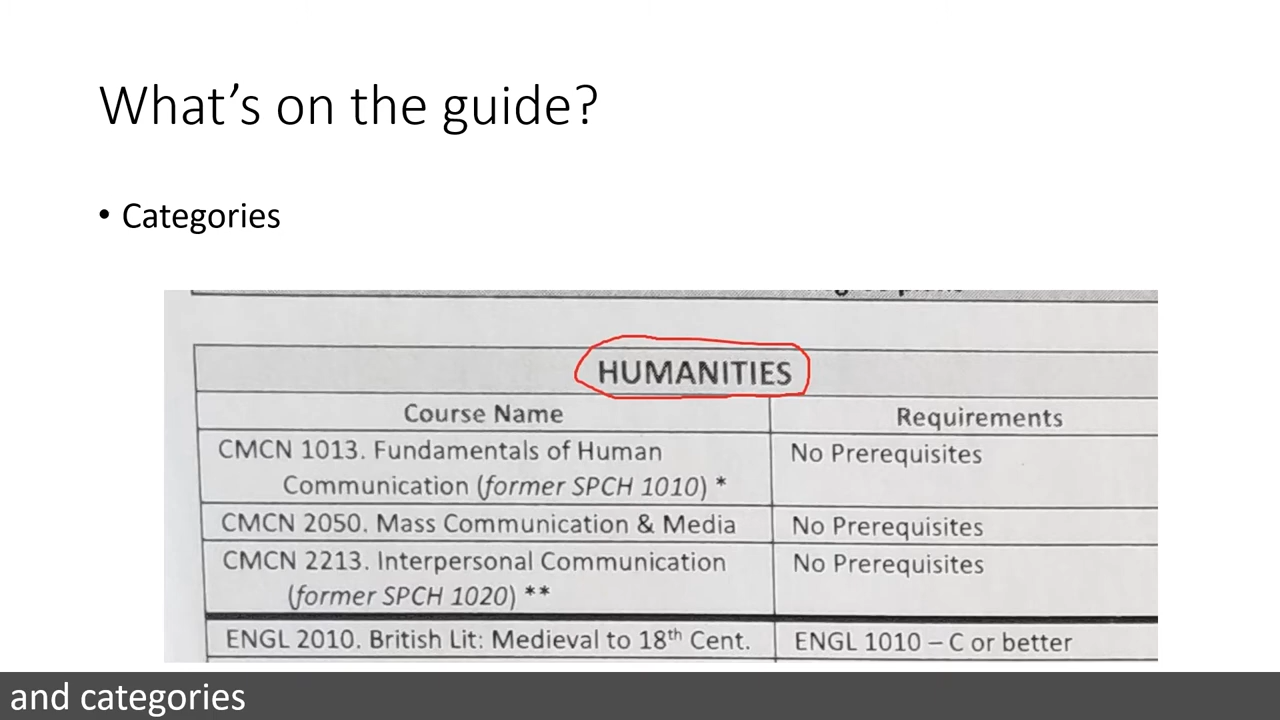 What's on the guide?
• Categories
HUMANITIES
Course Name
Requirements
CMCN 1013. Fundamentals of Human
Communication (former SPCH 1010) *
No Prerequisites
CMCN 2050. Mass Communication & Media
No Prerequisites
CMCN 2213. Interpersonal Communication
(former SPCH 1020) **
No Prerequisites
ENGL 2010. British Lit: Medieval to 18th Cent.
ENGL 1010 – C or better
and categories